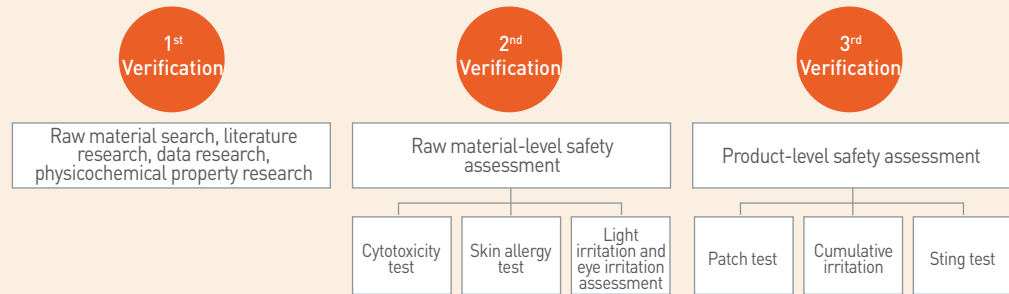 1st
Verification
2nd
Verification
3rd
Verification
Raw material search, literature
research, data research,
physicochemical property research
Raw material-level safety
assessment
Product-level safety assessment
Cytotoxicity
test
Skin allergy
test
Light
irritation and
eye irritation
assessment
Patch test
Cumulative
irritation
Sting test